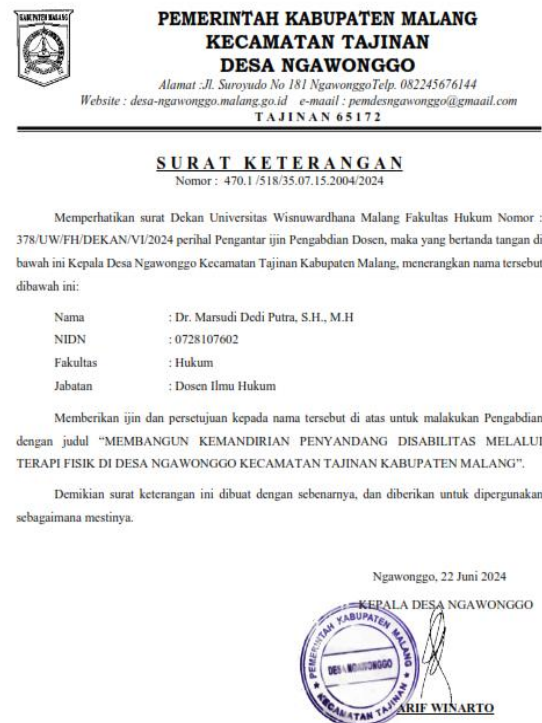 KABUPATEN MALANG
PEMERINTAH KABUPATEN MALANG
KECAMATAN TAJINAN
DESA NGAWONGGO
Alamat :Jl. Suroyudo No 181 NgawonggoTelp. 082245676144
Website : desa-ngawonggo.malang.go.id e-maail : pemdesngawonggo@gmaail.com
TAJINAN 65172
SURAT KETERANGAN
Nomor : 470.1 /518/35.07.15.2004/2024
Memperhatikan surat Dekan Universitas Wisnuwardhana Malang Fakultas Hukum Nomor :
378/UW/FH/DEKAN/VI/2024 perihal Pengantar ijin Pengabdian Dosen, maka yang bertanda tangan di
bawah ini Kepala Desa Ngawonggo Kecamatan Tajinan Kabupaten Malang, menerangkan nama tersebut
dibawah ini:
Nama : Dr. Marsudi Dedi Putra, S.H., M.H
NIDN : 0728107602
Fakultas : Hukum
Jabatan : Dosen Ilmu Hukum
Memberikan ijin dan persetujuan kepada nama tersebut di atas untuk malakukan Pengabdian
dengan judul “MEMBANGUN KEMANDIRIAN PENYANDANG DISABILITAS MELALUI
TERAPI FISIK DI DESA NGAWONGGO KECAMATAN TAJINAN KABUPATEN MALANG”.
Demikian surat keterangan ini dibuat dengan sebenarnya, dan diberikan untuk dipergunakan
sebagaimana mestinya.
Ngawonggo, 22 Juni 2024
KEPALA DESA NGAWONGGO
PEMERINTAH KABUPATEN MALANG
DESA NGAWONGGO
KECAMATAN TAJINAN
ARIF WINARTO